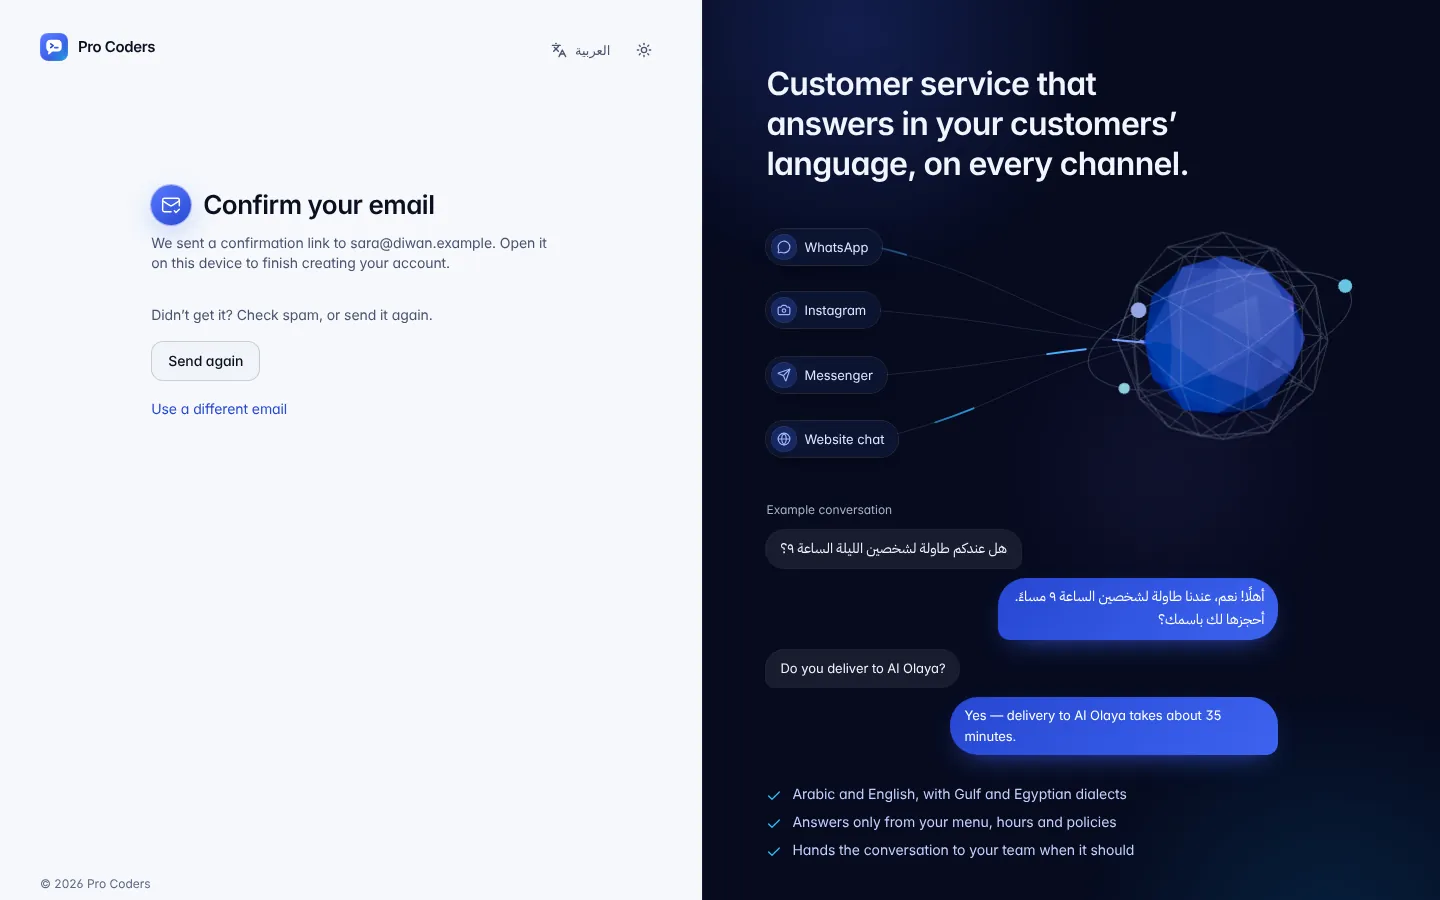 Pro Coders
العربية
Confirm your email
We sent a confirmation link to sara@diwan.example. Open it
on this device to finish creating your account.
Didn’t get it? Check spam, or send it again.
Send again
Use a different email
© 2026 Pro Coders
Customer service that
answers in your customers’
language, on every channel.
WhatsApp
Instagram
Messenger
Website chat
Example conversation
هل عندكم طاولة لشخصين الليلة الساعة ٩؟
أهلًا! نعم، عندنا طاولة لشخصين الساعة ٩ مساءً.
أحجزها لك باسمك؟
Do you deliver to Al Olaya?
Yes — delivery to Al Olaya takes about 35
minutes.
Arabic and English, with Gulf and Egyptian dialects
Answers only from your menu, hours and policies
Hands the conversation to your team when it should